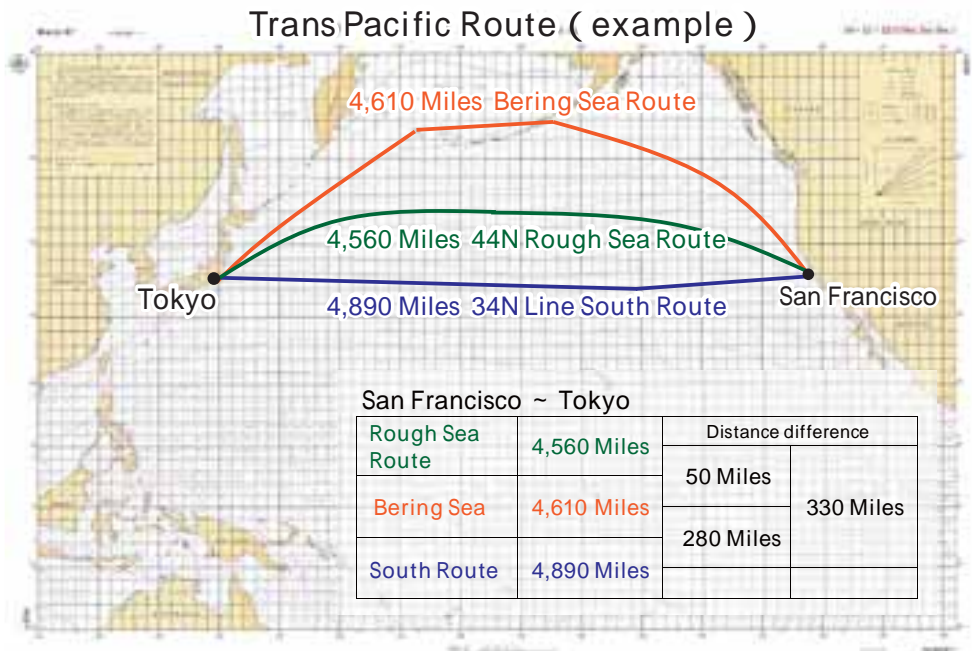 Trans Pacific Route ( example )
4,610 Miles Bering Sea Route
4,560 Miles 44N Rough Sea Route
Tokyo
San Francisco
4,890 Miles 34N Line South Route
San Francisco ~ Tokyo
Rough Sea
Route
4,560 Miles
Distance difference
50 Miles
Bering Sea
4,610 Miles
330 Miles
280 Miles
South Route
4,890 Miles